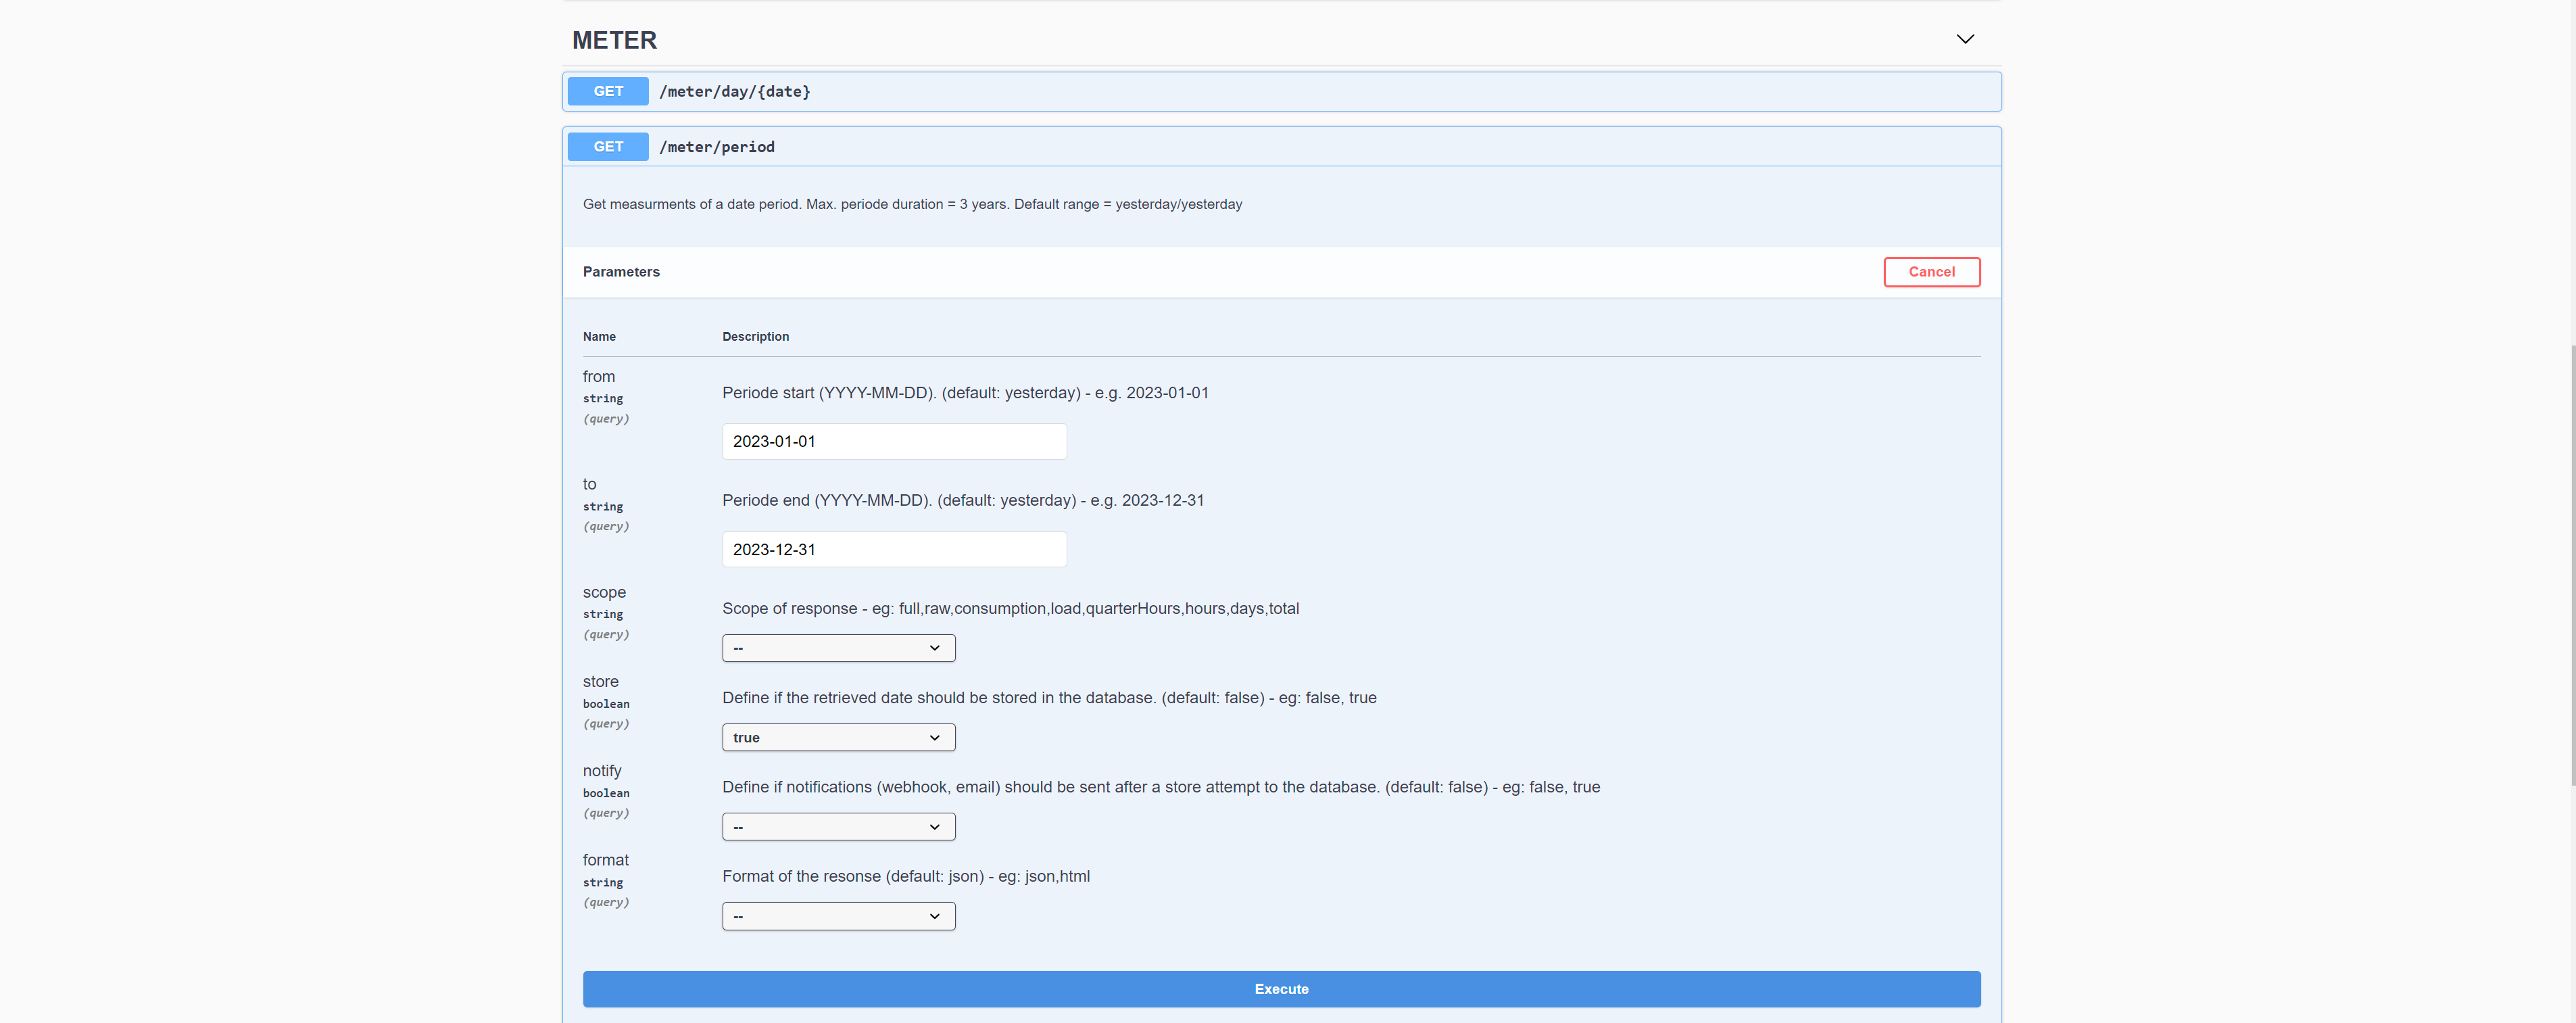 METER
GET /meter/day/{date}
GET /meter/period
Get measurments of a date period. Max. periode duration = 3 years. Default range = yesterday/yesterday
Parameters Cancel
Name Description
from
string
(query)
Periode start (YYYY-MM-DD). (default: yesterday) - e.g. 2023-01-01
2023-01-01
to
string
(query)
Periode end (YYYY-MM-DD). (default: yesterday) - e.g. 2023-12-31
2023-12-31
scope
string
(query)
Scope of response - eg: full,raw,consumption,load,quarterHours,hours,days,total
--
store
boolean
(query)
Define if the retrieved date should be stored in the database. (default: false) - eg: false, true
true
notify
boolean
(query)
Define if notifications (webhook, email) should be sent after a store attempt to the database. (default: false) - eg: false, true
--
format
string
(query)
Format of the resonse (default: json) - eg: json,html
--
Execute